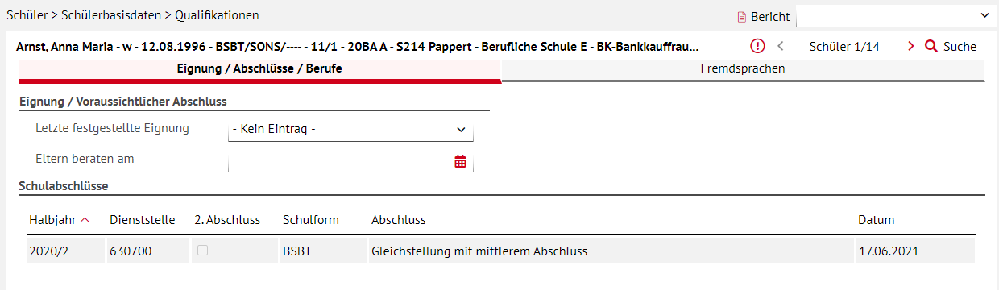 Schüler > Schülerbasisdaten > Qualifikationen
Bericht
Arnst, Anna Maria - w - 12.08.1996 - BSBT/SONS/---- - 11/1 - 20BA A - S214 Pappert - Berufliche Schule E - BK-Bankkauffrau...
Schüler 1/14
Suche
Eignung / Abschlüsse / Berufe
Fremdsprachen
Eignung / Voraussichtlicher Abschluss
Letzte festgestellte Eignung
- Kein Eintrag -
Eltern beraten am
Schulabschlüsse
Halbjahr Dienststelle 2. Abschluss Schulform Abschluss Datum
2020/2 630700 BSBT Gleichstellung mit mittlerem Abschluss 17.06.2021